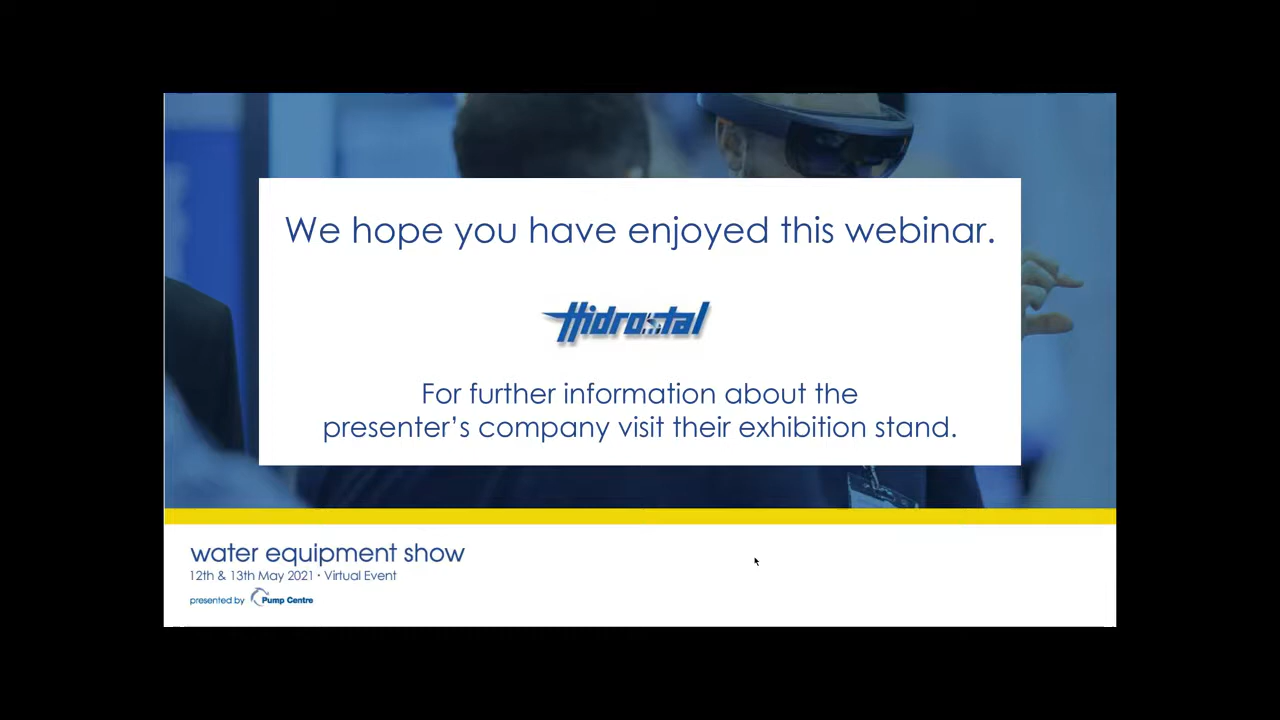 We hope you have enjoyed this webinar.
Hidrostal
For further information about the
presenter’s company visit their exhibition stand.
water equipment show
12th & 13th May 2021 • Virtual Event
presented by Pump Centre